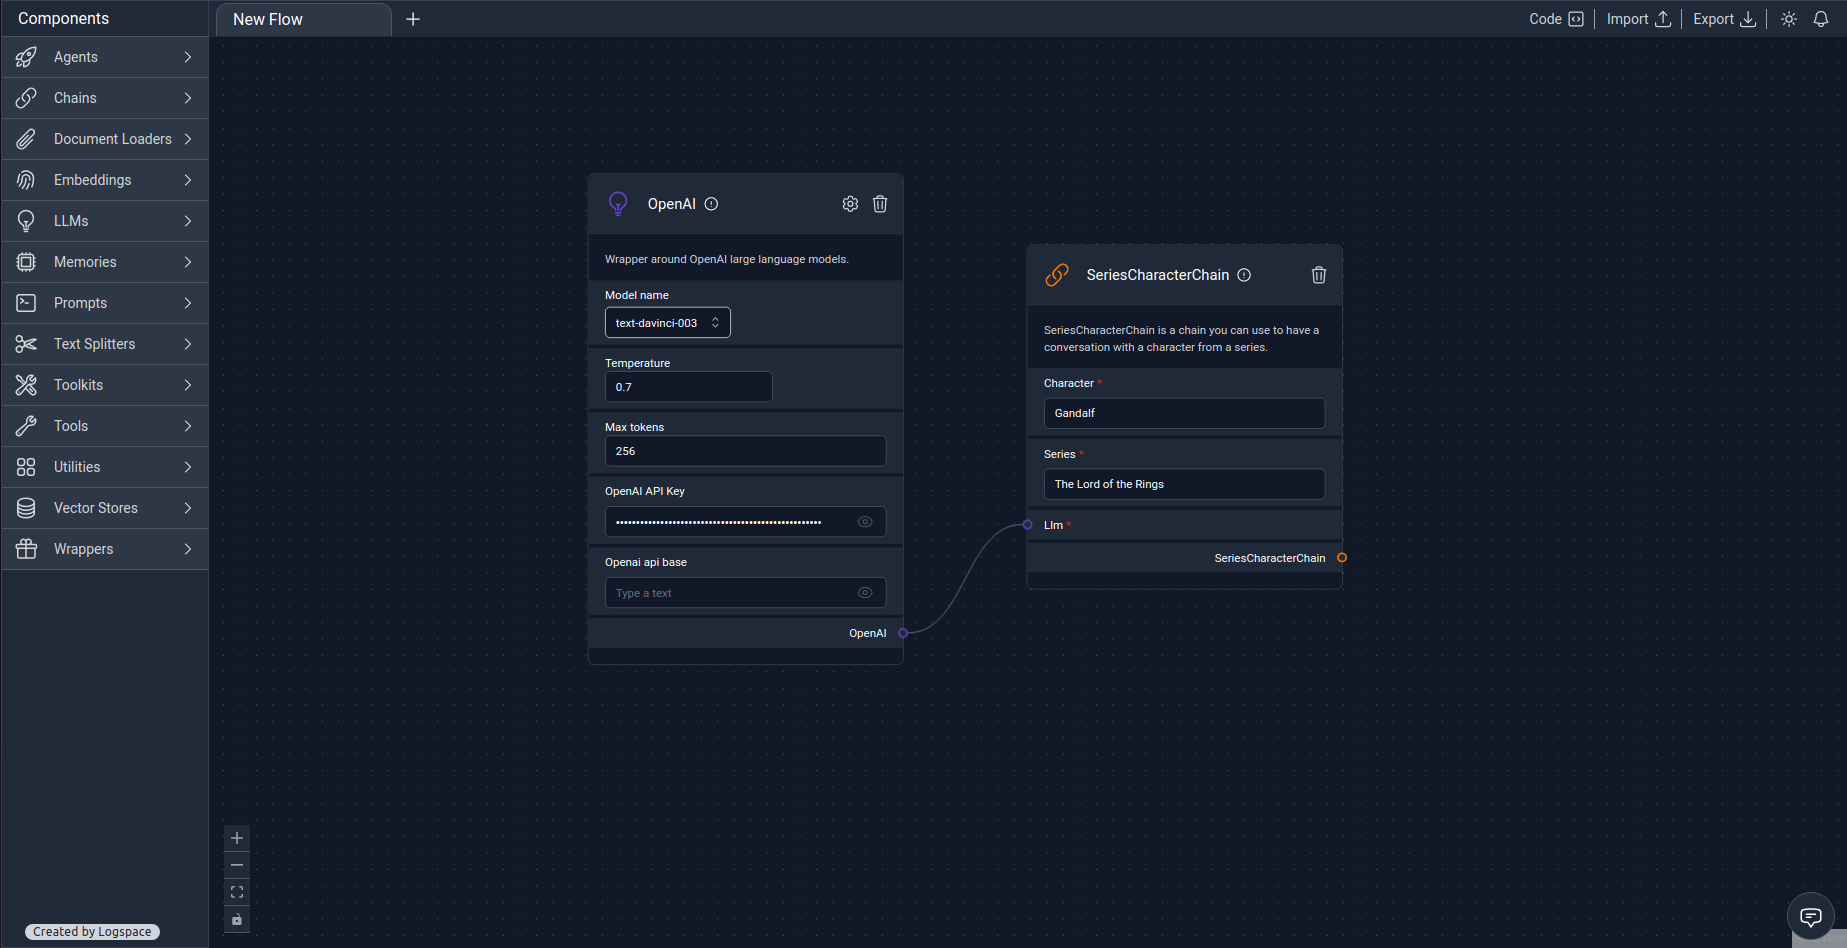 Components
New Flow
Code
Import
Export
Agents
Chains
Document Loaders
Embeddings
LLMs
Memories
Prompts
Text Splitters
Toolkits
Tools
Utilities
Vector Stores
Wrappers
Created by Logspace
OpenAI
Wrapper around OpenAI large language models.
Model name
text-davinci-003
Temperature
0.7
Max tokens
256
OpenAI API Key
••••••••••••••••••••••••••••••••••••••••••••••••••
Openai api base
Type a text
OpenAI
SeriesCharacterChain
SeriesCharacterChain is a chain you can use to have a
conversation with a character from a series.
Character *
Gandalf
Series *
The Lord of the Rings
Llm *
SeriesCharacterChain